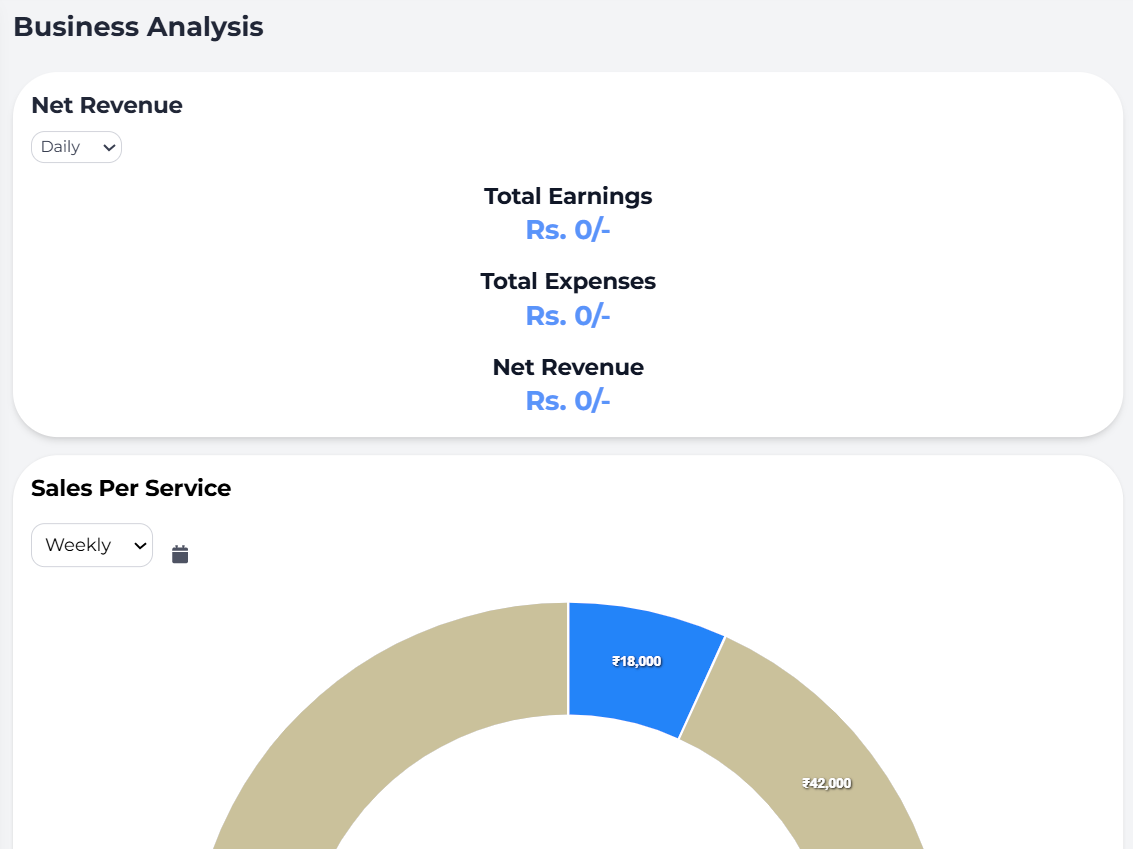 Business Analysis
Net Revenue
Daily
Total Earnings
Rs. 0/-
Total Expenses
Rs. 0/-
Net Revenue
Rs. 0/-
Sales Per Service
Weekly
₹18,000
₹42,000